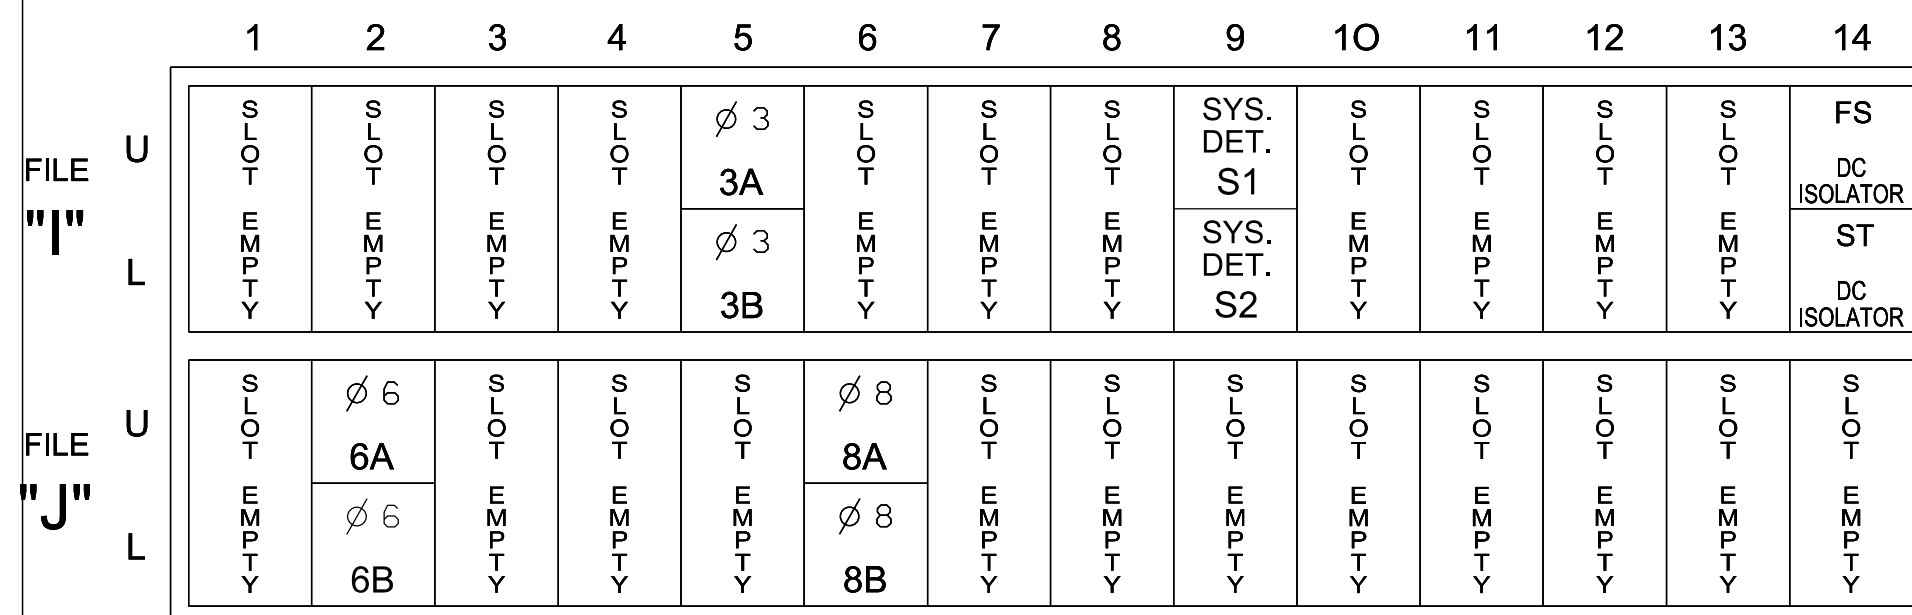 1 2 3 4 5 6 7 8 9 10 11 12 13 14
FILE "I"
U
L
SLOT EMPTY
SLOT EMPTY
SLOT EMPTY
SLOT EMPTY
Ø 3
3A
Ø 3
3B
SLOT EMPTY
SLOT EMPTY
SLOT EMPTY
SYS.
DET.
S1
SYS.
DET.
S2
SLOT EMPTY
SLOT EMPTY
SLOT EMPTY
SLOT EMPTY
FS
DC
ISOLATOR
ST
DC
ISOLATOR
FILE "J"
U
L
SLOT EMPTY
Ø 6
6A
Ø 6
6B
SLOT EMPTY
SLOT EMPTY
SLOT EMPTY
Ø 8
8A
Ø 8
8B
SLOT EMPTY
SLOT EMPTY
SLOT EMPTY
SLOT EMPTY
SLOT EMPTY
SLOT EMPTY
SLOT EMPTY
SLOT EMPTY